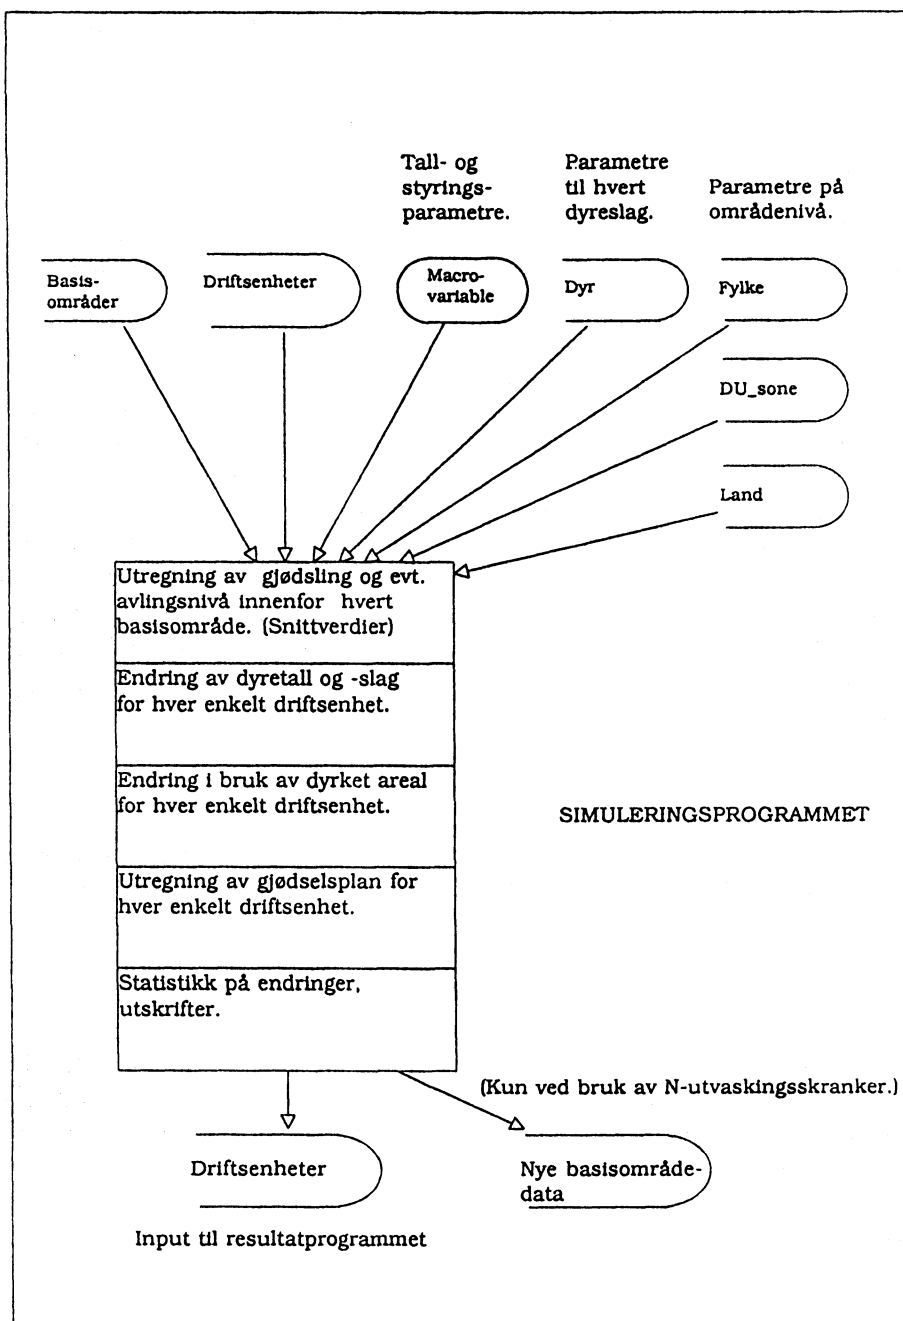 Tall- og
styrings-
parametre.
Parametre
til hvert
dyreslag.
Parametre på
områdenivå.
Basis-
områder
Driftsenheter
Macro-
variable
Dyr
Fylke
DU_sone
Land
Utregning av gjødsling og evt.
avlingsnivå innenfor hvert
basisområde. (Snittverdier)
Endring av dyretall og -slag
for hver enkelt driftsenhet.
Endring i bruk av dyrket areal
for hver enkelt driftsenhet.
SIMULERINGSPROGRAMMET
Utregning av gjødselsplan for
hver enkelt driftsenhet.
Statistikk på endringer,
utskrifter.
(Kun ved bruk av N-utvaskingsskranker.)
Driftsenheter
Nye basisområde-
data
Input til resultatprogrammet